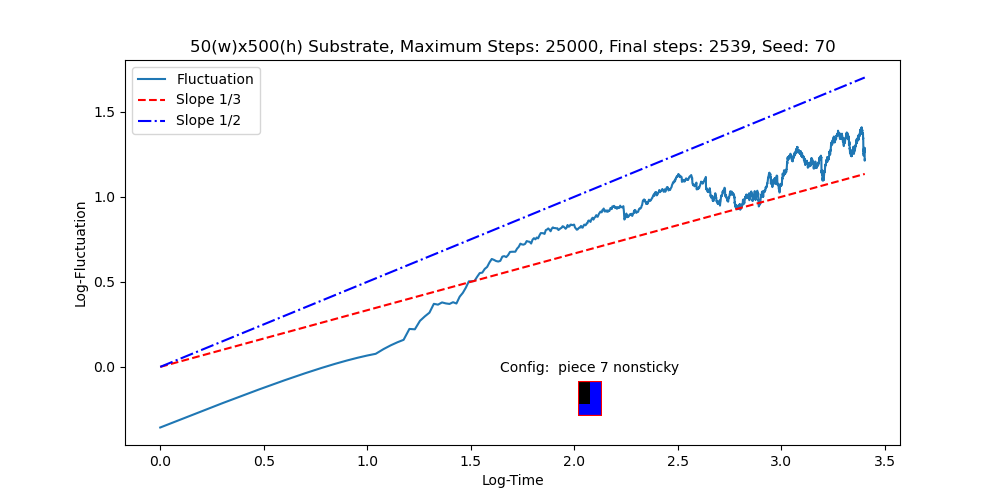 50(w)x500(h) Substrate, Maximum Steps: 25000, Final steps: 2539, Seed: 70
Fluctuation
Slope 1/3
Slope 1/2
Log-Fluctuation
1.5
1.0
0.5
0.0
Config:  piece 7 nonsticky
0.0 0.5 1.0 1.5 2.0 2.5 3.0 3.5
Log-Time